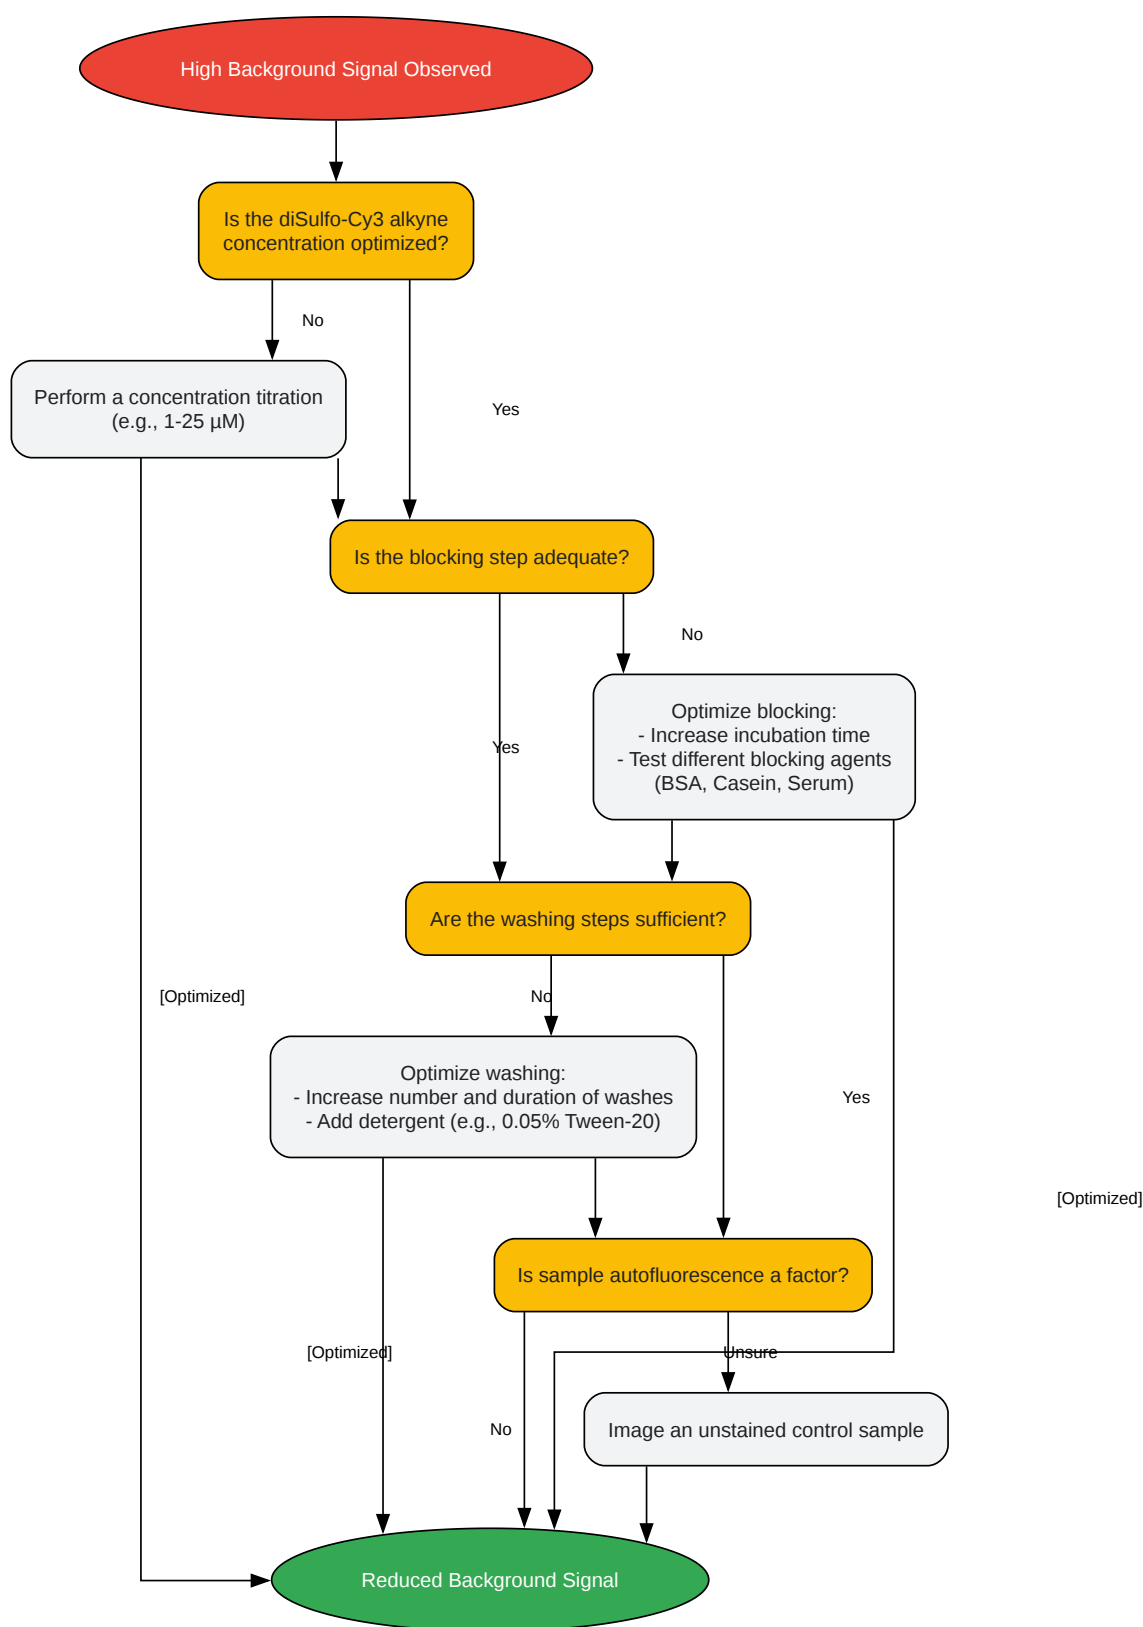 High Background Signal Observed
Is the diSulfo-Cy3 alkyne
concentration optimized?
No
Perform a concentration titration
(e.g., 1-25 µM)
Yes
Is the blocking step adequate?
No
Optimize blocking:
- Increase incubation time
- Test different blocking agents
(BSA, Casein, Serum)
Yes
Are the washing steps sufficient?
[Optimized]
No
Optimize washing:
- Increase number and duration of washes
- Add detergent (e.g., 0.05% Tween-20)
Yes
[Optimized]
Is sample autofluorescence a factor?
[Optimized]
Unsure
No
Image an unstained control sample
Reduced Background Signal